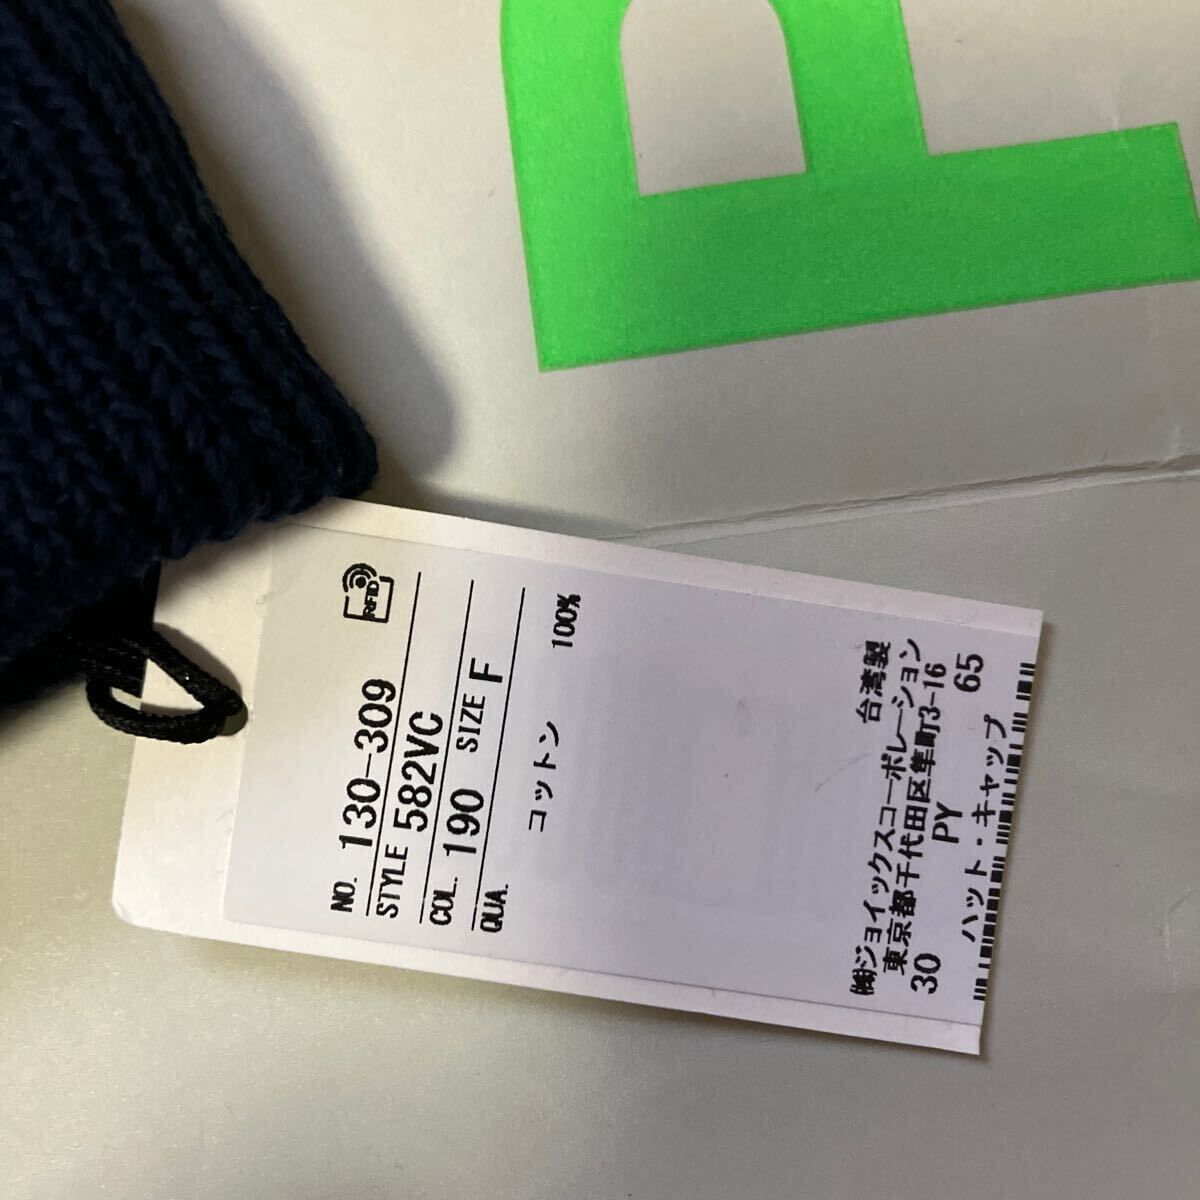 P
RFID
NO. 130-309
STYLE 582VC
COL. 190 SIZE F
QUA.
コットン 100%
台湾製
㈱ジョイックスコーポレーション
東京都千代田区隼町3-16
30 PY 65
ハット・キャップ